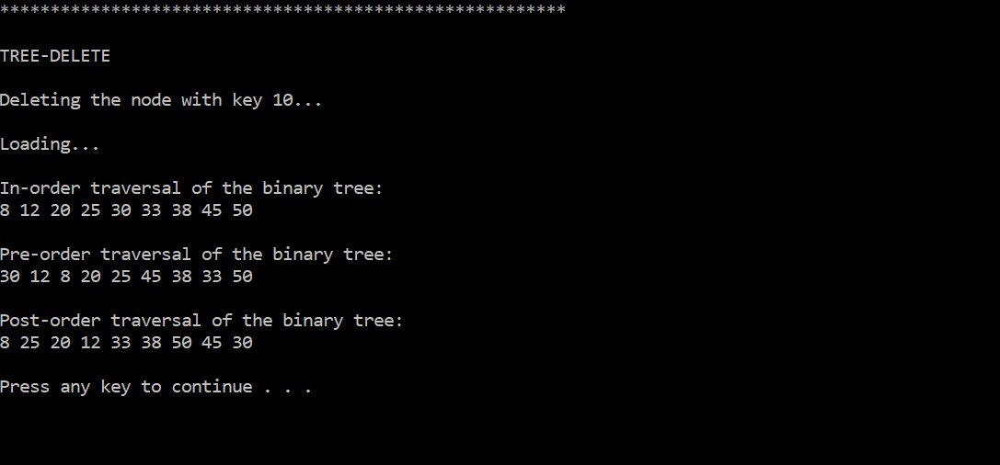 ********************************************************
TREE-DELETE
Deleting the node with key 10...
Loading...
In-order traversal of the binary tree:
8 12 20 25 30 33 38 45 50
Pre-order traversal of the binary tree:
30 12 8 20 25 45 38 33 50
Post-order traversal of the binary tree:
8 25 20 12 33 38 50 45 30
Press any key to continue . . .